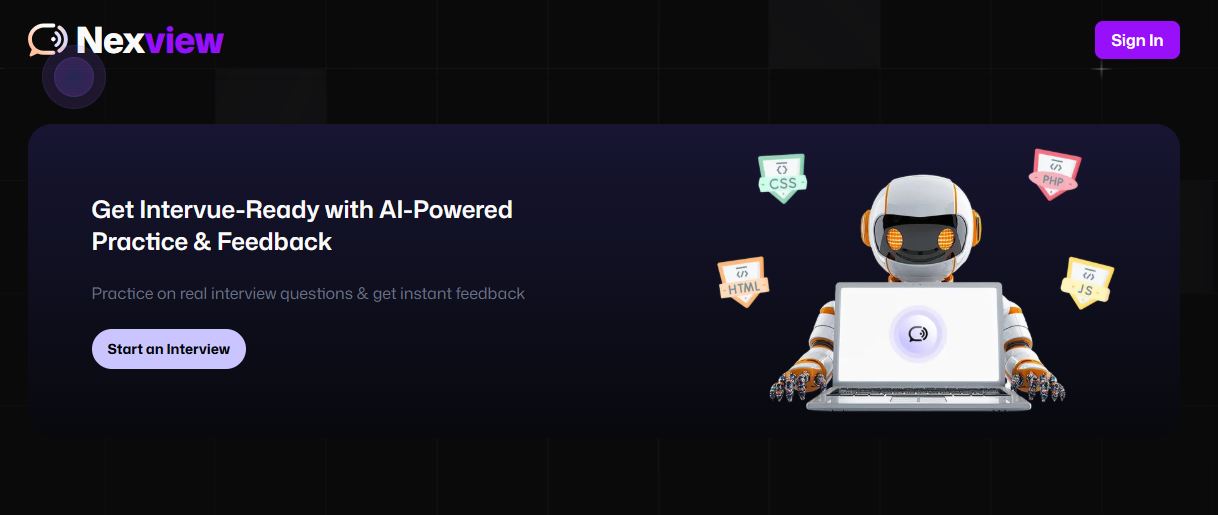 Nexview
Sign In
CSS
PHP
Get Intervue-Ready with AI-Powered
Practice & Feedback
HTML
JS
Practice on real interview questions & get instant feedback
Start an Interview